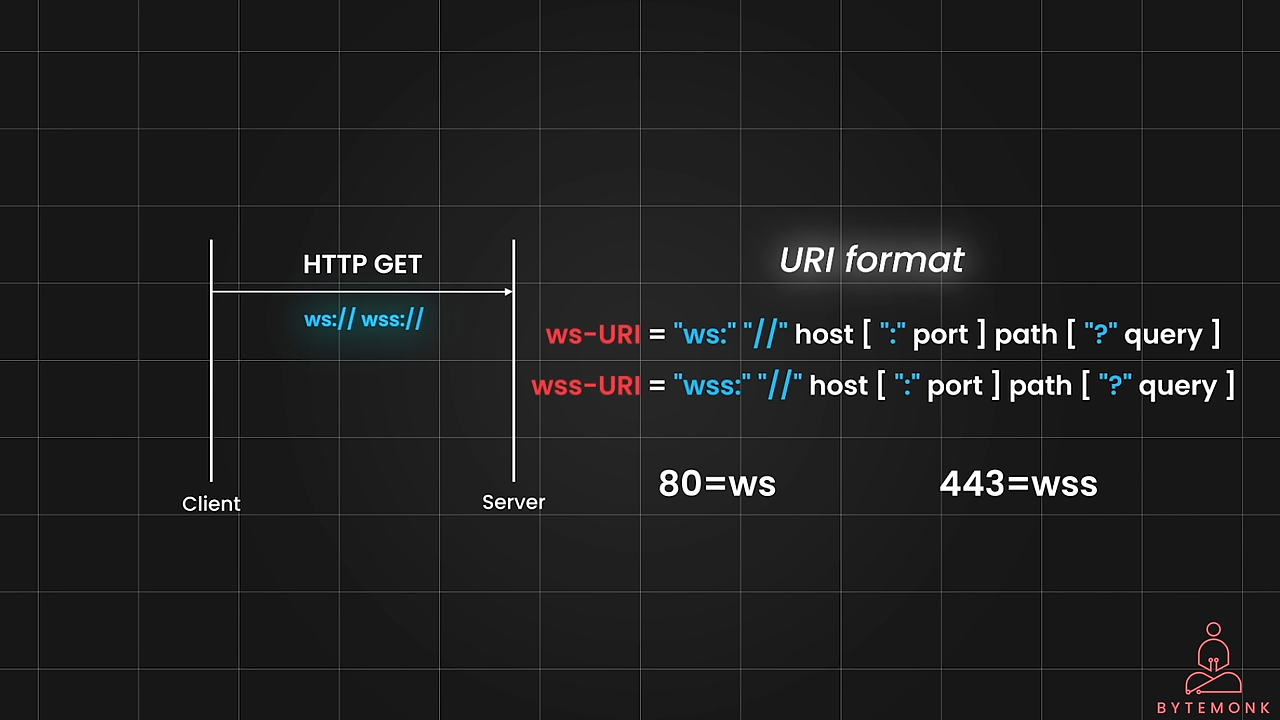 HTTP GET
ws:// wss://
Client
Server
URI format
ws-URI = "ws:" "//" host [ ":" port ] path [ "?" query ]
wss-URI = "wss:" "//" host [ ":" port ] path [ "?" query ]
80=ws
443=wss
BYTEMONK